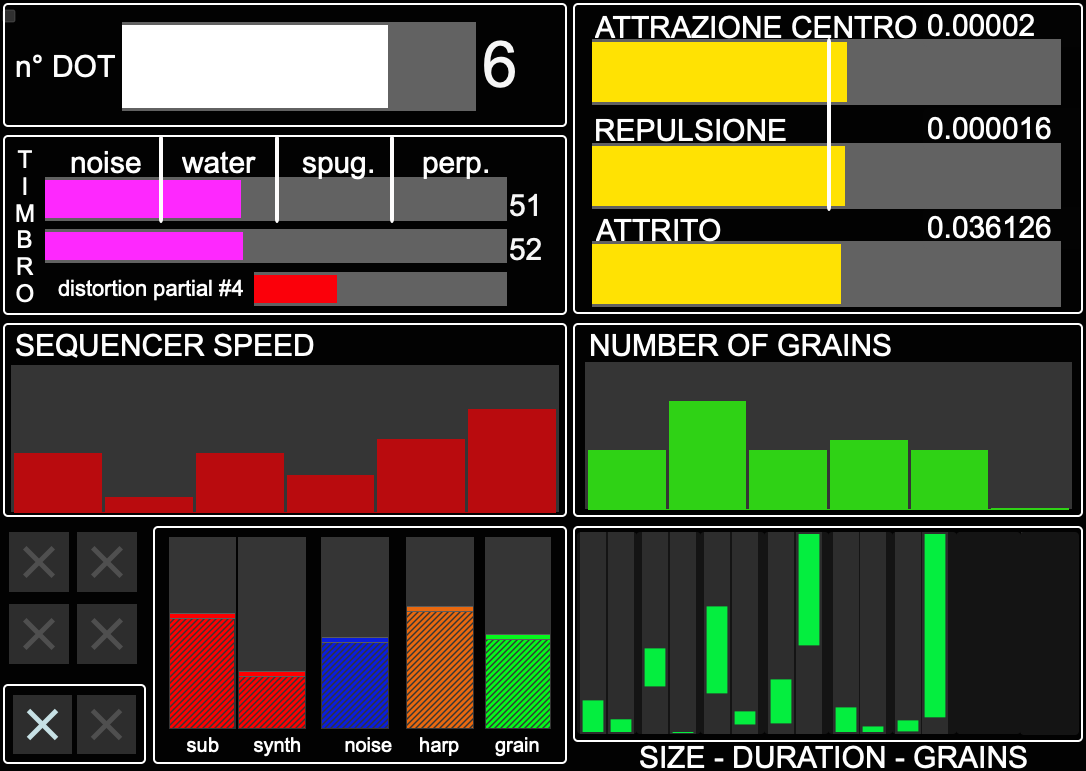 n° DOT 6
ATTRAZIONE CENTRO 0.00002
REPULSIONE 0.000016
ATTRITO 0.036126
TIMBRO
noise water spug. perp.
51
52
distortion partial #4
SEQUENCER SPEED
NUMBER OF GRAINS
sub synth noise harp grain
SIZE - DURATION - GRAINS